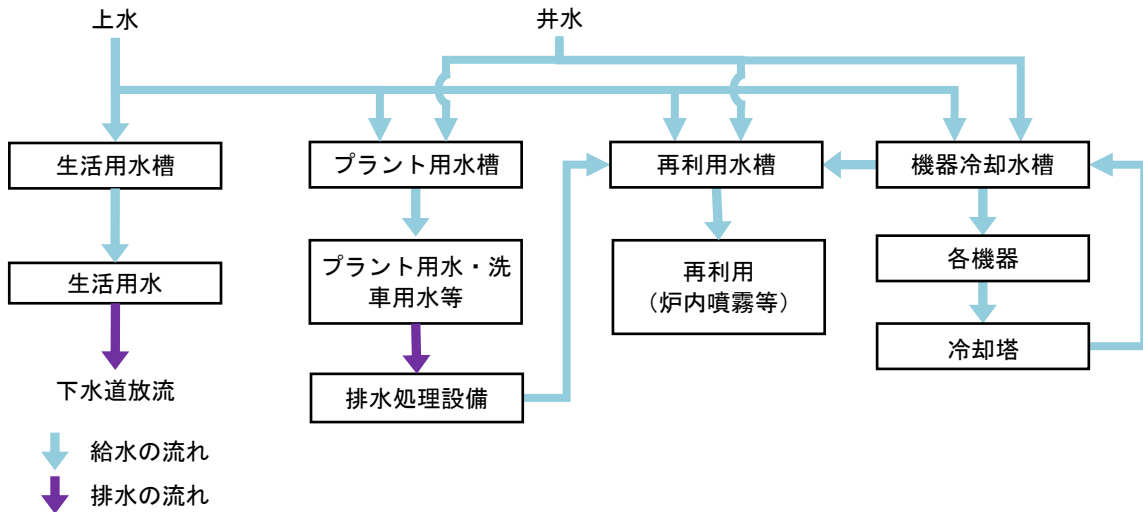 上水
井水
生活用水槽
プラント用水槽
再利用水槽
機器冷却水槽
生活用水
プラント用水・洗
車用水等
再利用
（炉内噴霧等）
各機器
冷却塔
下水道放流
排水処理設備
給水の流れ
排水の流れ